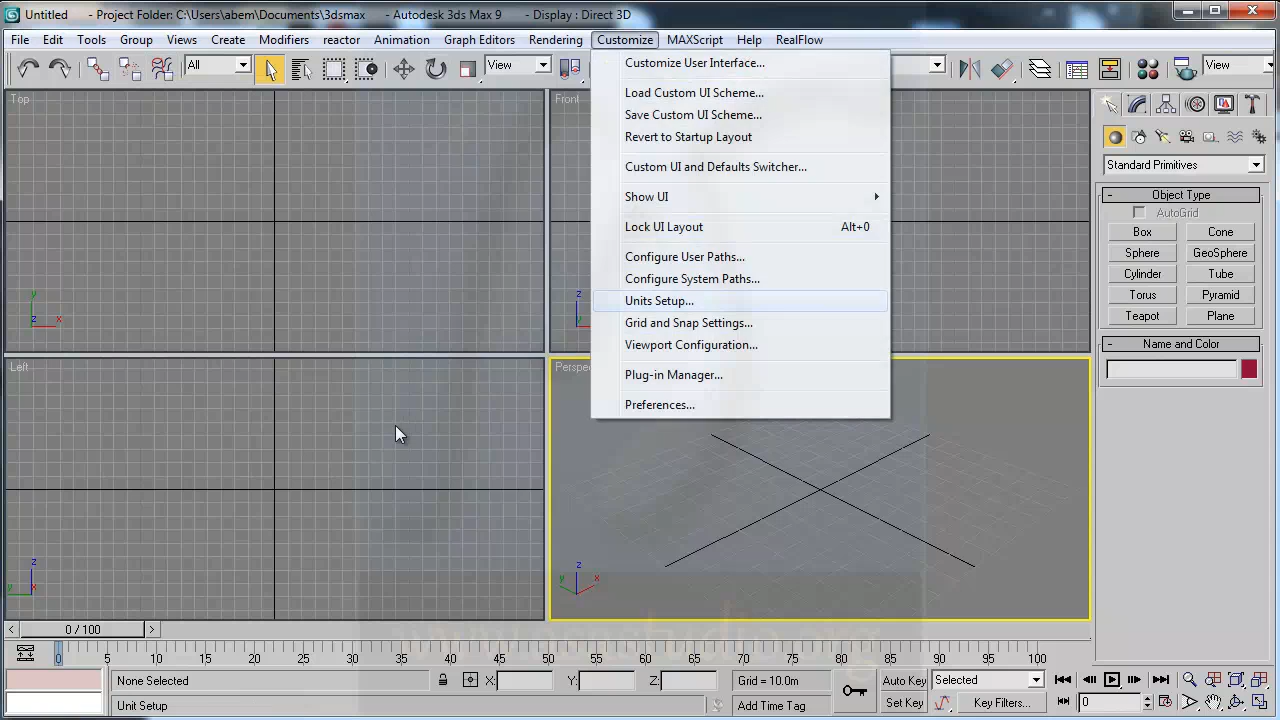 Untitled - Project Folder: C:\Users\abem\Documents\3dsmax - Autodesk 3ds Max 9 - Display : Direct 3D
File Edit Tools Group Views Create Modifiers reactor Animation Graph Editors Rendering Customize MAXScript Help RealFlow
All View View
Customize User Interface...
Load Custom UI Scheme...
Save Custom UI Scheme...
Revert to Startup Layout
Custom UI and Defaults Switcher...
Show UI
Lock UI Layout Alt+0
Configure User Paths...
Configure System Paths...
Units Setup...
Grid and Snap Settings...
Viewport Configuration...
Plug-in Manager...
Preferences...
Top
Front
Left
Perspe
y
z x
z
z
y x
z
y x
Standard Primitives
- Object Type
AutoGrid
Box Cone
Sphere GeoSphere
Cylinder Tube
Torus Pyramid
Teapot Plane
- Name and Color
< 0 / 100 >
0 5 10 15 20 25 30 35 40 45 50 55 60 65 70 75 80 85 90 95 100
None Selected X: Y: Z: Grid = 10.0m Auto Key Selected
Unit Setup Add Time Tag Set Key Key Filters... 0